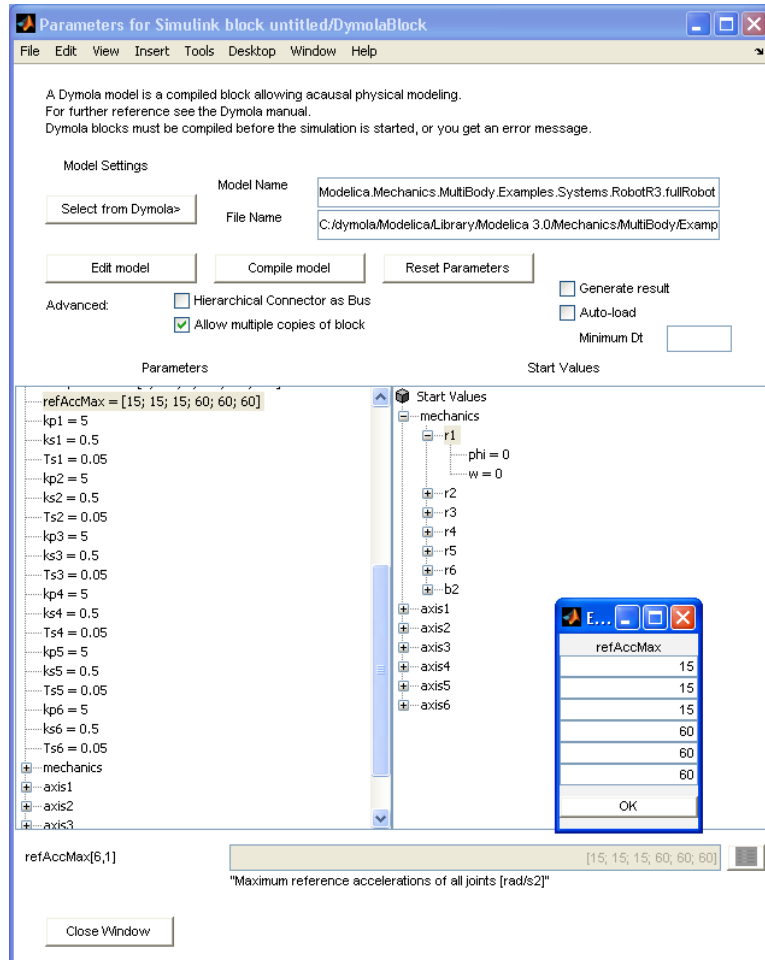 Parameters for Simulink block untitled/DymolaBlock
File Edit View Insert Tools Desktop Window Help
A Dymola model is a compiled block allowing acausal physical modeling.
For further reference see the Dymola manual.
Dymola blocks must be compiled before the simulation is started, or you get an error message.
Model Settings
Select from Dymola>
Model Name
Modelica.Mechanics.MultiBody.Examples.Systems.RobotR3.fullRobot
File Name
C:/dymola/Modelica/Library/Modelica 3.0/Mechanics/MultiBody/Examp
Edit model
Compile model
Reset Parameters
Advanced:
Hierarchical Connector as Bus
Allow multiple copies of block
Generate result
Auto-load
Minimum Dt
Parameters
refAccMax = [15; 15; 15; 60; 60; 60]
kp1 = 5
ks1 = 0.5
Ts1 = 0.05
kp2 = 5
ks2 = 0.5
Ts2 = 0.05
kp3 = 5
ks3 = 0.5
Ts3 = 0.05
kp4 = 5
ks4 = 0.5
Ts4 = 0.05
kp5 = 5
ks5 = 0.5
Ts5 = 0.05
kp6 = 5
ks6 = 0.5
Ts6 = 0.05
mechanics
axis1
axis2
axis3
Start Values
Start Values
mechanics
r1
phi = 0
w = 0
r2
r3
r4
r5
r6
b2
axis1
axis2
axis3
axis4
axis5
axis6
E...
refAccMax
15
15
15
60
60
60
OK
refAccMax[6,1]
[15; 15; 15; 60; 60; 60]
"Maximum reference accelerations of all joints [rad/s2]"
Close Window